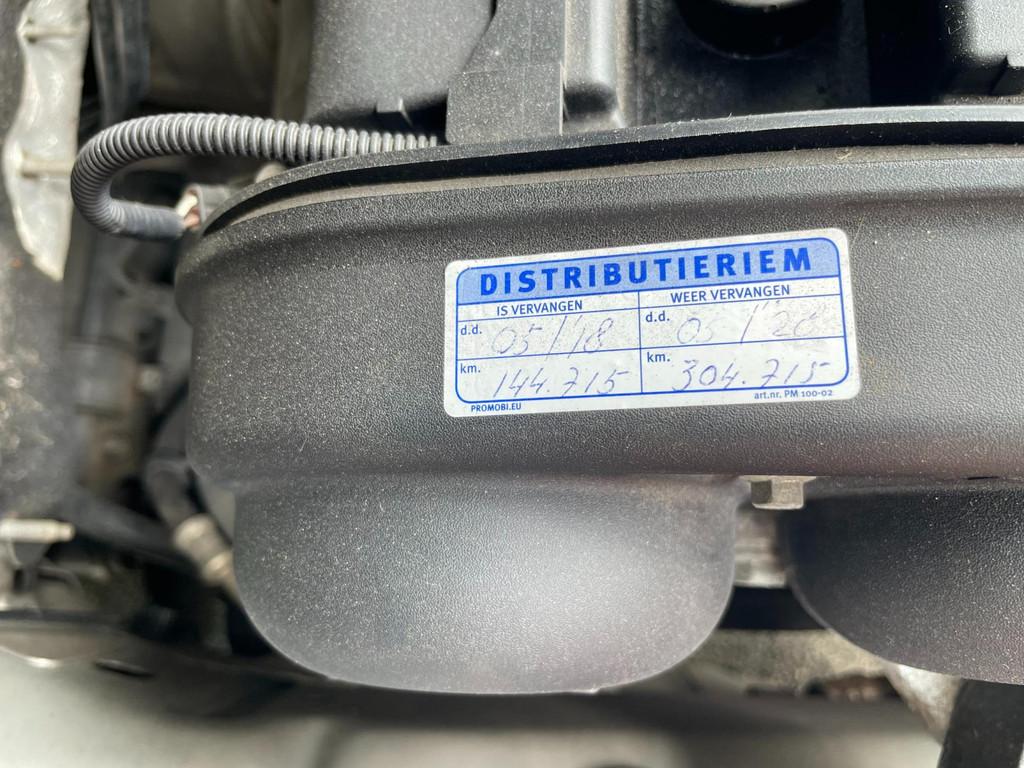 DISTRIBUTIERIEM
IS VERVANGEN
WEER VERVANGEN
d.d. 05/'18
d.d. 05/'28
km. 144.715
km. 304.715
PROMOBI.EU
art.nr. PM 100-02